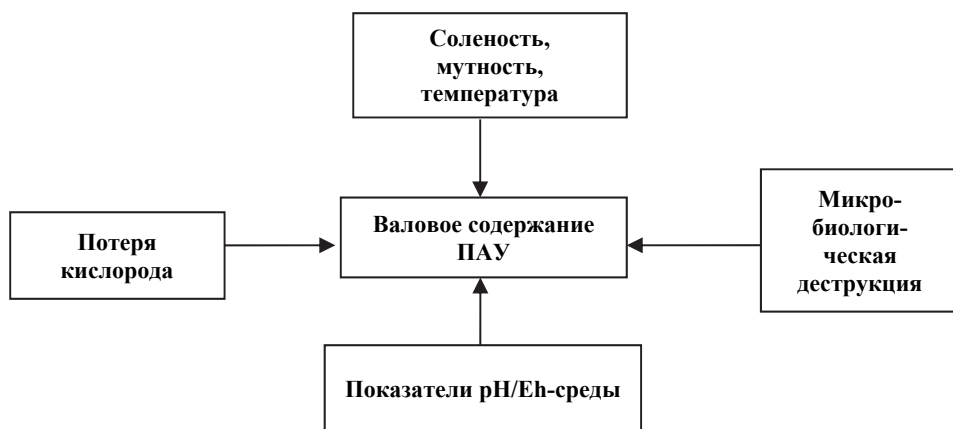 Соленость,
мутность,
температура
Валовое содержание
ПАУ
Потеря
кислорода
Микро-
биологи-
ческая
деструкция
Показатели pH/Eh-среды